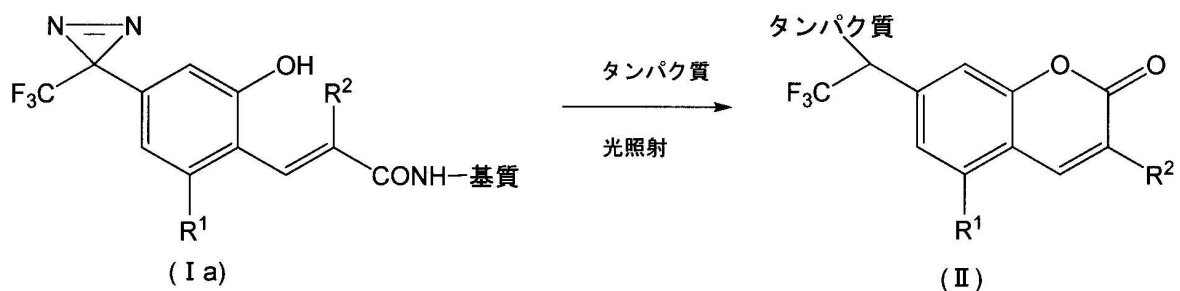 N N
F₃C
OH
R²
CONH—基質
R¹
(Ⅰa)
タンパク質
光照射
タンパク質
F₃C
O
O
R²
R¹
(Ⅱ)